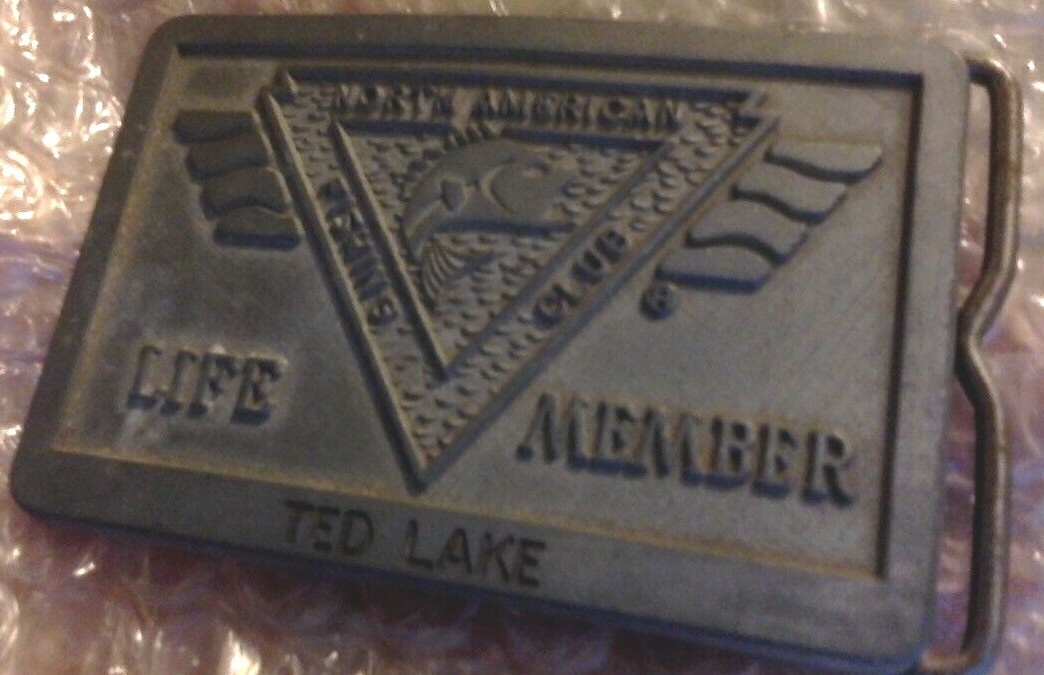 NORTH AMERICAN
FISHING
CLUB
®
LIFE
MEMBER
TED LAKE